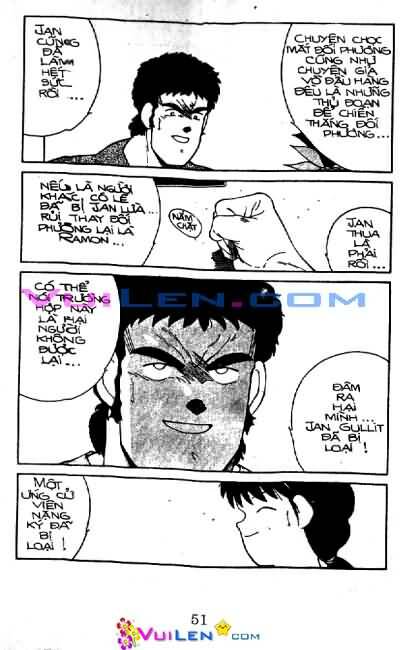 JAN
CŨNG
ĐÃ
LÀM
HẾT
SỨC
RỒI ...
CHUYỆN CHỌC
MẮT ĐỐI PHƯƠNG
CŨNG NHƯ
CHUYỆN GIẢ
VỜ ĐẦU HÀNG
ĐỀU LÀ NHỮNG
THỦ ĐOẠN
ĐỂ CHIẾN
THẮNG ĐỐI
PHƯƠNG...
NẾU LÀ NGƯỜI
KHÁC CÓ LẼ
ĐÃ BỊ JAN LỪA
RỦI THAY ĐỐI
PHƯƠNG LẠI LÀ
RAMON...
NẮM
CHẶT
JAN
THUA
LÀ
PHẢI
RỒI...
CÓ THỂ
NÓI TRƯỜNG
HỢP NÀY
LÀ HẠI
NGƯỜI
KHÔNG
ĐƯỢC
LẠI...
VUILEN.COM
ĐÂM
RA
HẠI
MÌNH...
JAN GULLIT
ĐÃ BỊ
LOẠI !
MỘT
ỨNG CỬ
VIÊN
NẶNG
KÝ ĐÃ
BỊ
LOẠI !
51
VUILEN.COM